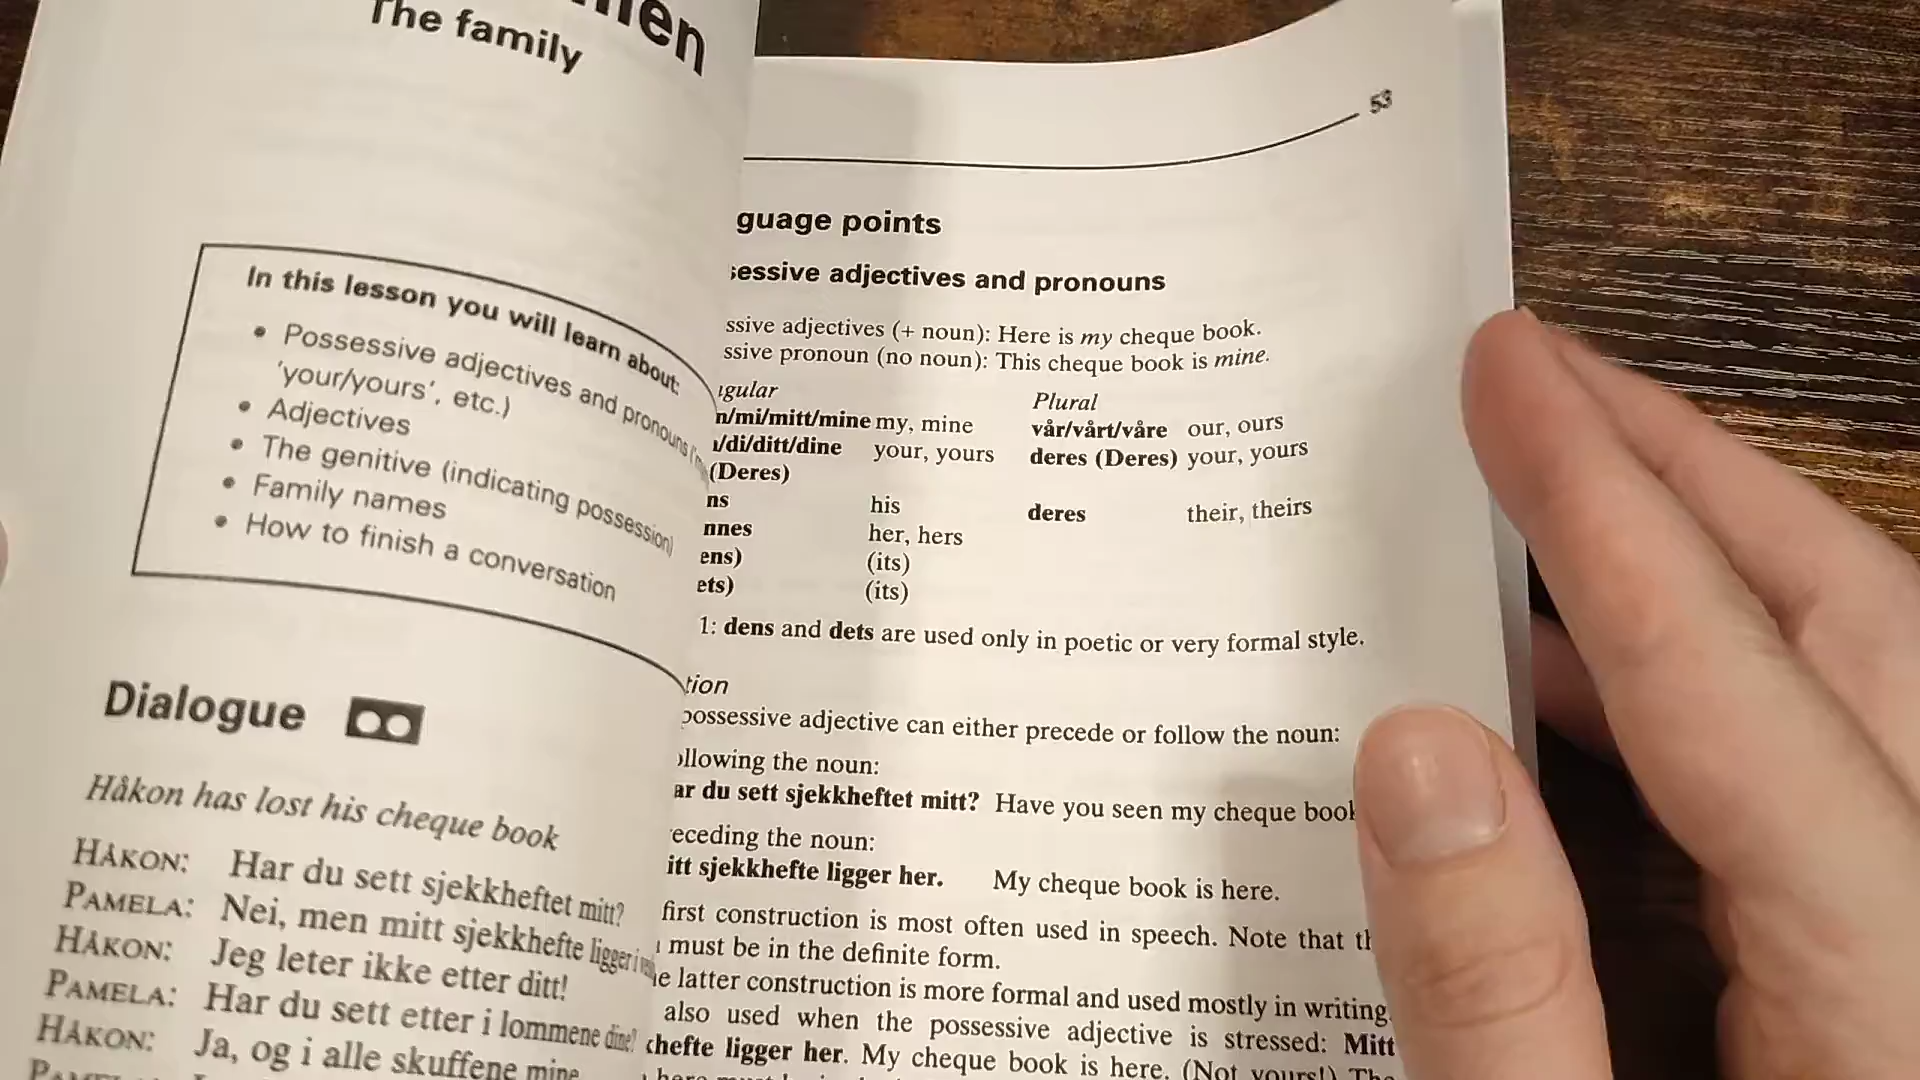 The family
In this lesson you will learn about:
• Possessive adjectives and pronouns
'your/yours', etc.)
• Adjectives
• The genitive (indicating possession)
• Family names
• How to finish a conversation
Dialogue
Håkon has lost his cheque book
HÅKON: Har du sett sjekkheftet mitt?
PAMELA: Nei, men mitt sjekkhefte ligger i
HÅKON: Jeg leter ikke etter ditt!
PAMELA: Har du sett etter i lommene dine?
HÅKON: Ja, og i alle skuffene mine
53
guage points
sessive adjectives and pronouns
ssive adjectives (+ noun): Here is my cheque book.
ssive pronoun (no noun): This cheque book is mine.
gular Plural
n/mi/mitt/mine my, mine vår/vårt/våre our, ours
/di/ditt/dine your, yours deres (Deres) your, yours
(Deres)
ns his deres their, theirs
nnes her, hers
ens) (its)
ets) (its)
1: dens and dets are used only in poetic or very formal style.
tion
possessive adjective can either precede or follow the noun:
ollowing the noun:
ar du sett sjekkheftet mitt? Have you seen my cheque book
eceding the noun:
itt sjekkhefte ligger her. My cheque book is here.
first construction is most often used in speech. Note that th
must be in the definite form.
e latter construction is more formal and used mostly in writing.
also used when the possessive adjective is stressed: Mitt
khefte ligger her. My cheque book is here. (Not yours!) The